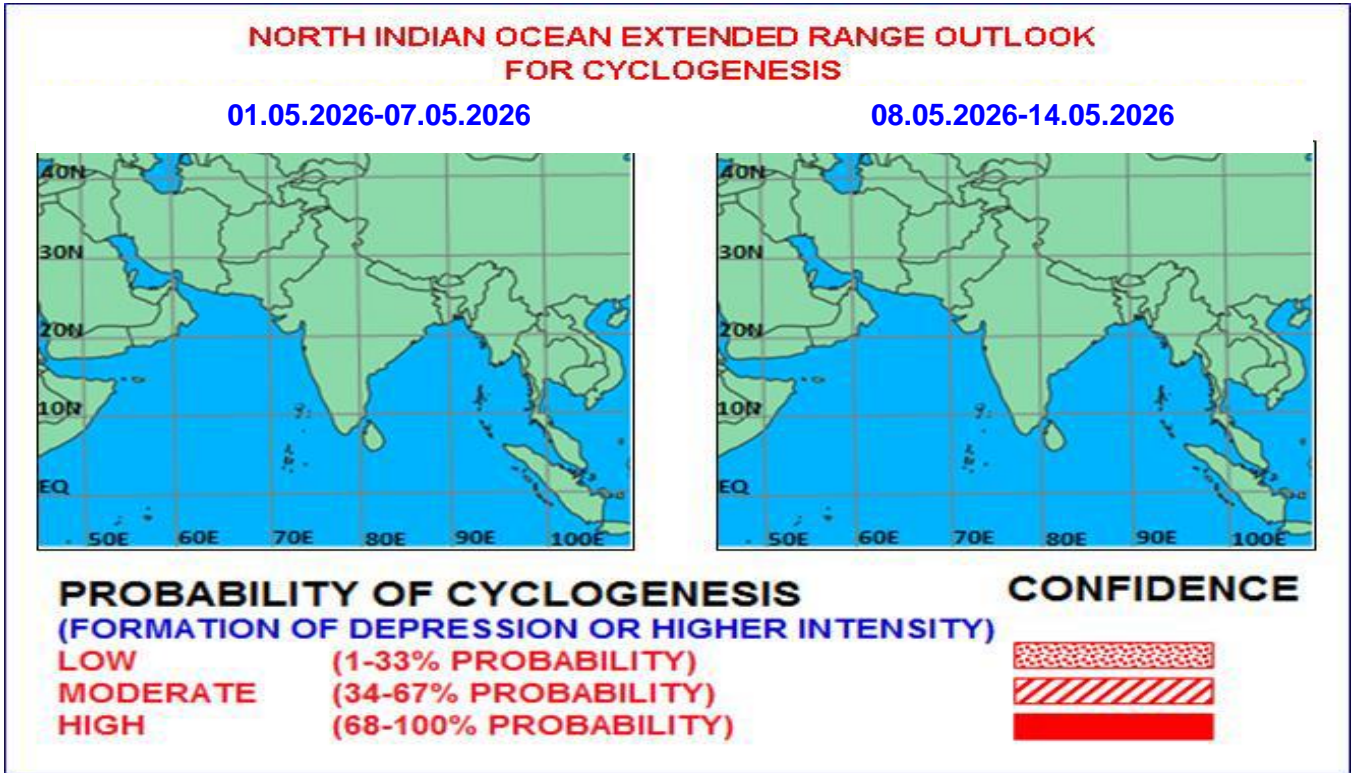 NORTH INDIAN OCEAN EXTENDED RANGE OUTLOOK
FOR CYCLOGENESIS
01.05.2026-07.05.2026
08.05.2026-14.05.2026
40N
30N
20N
10N
EQ
50E 60E 70E 80E 90E 100E
40N
30N
20N
10N
EQ
50E 60E 70E 80E 90E 100E
PROBABILITY OF CYCLOGENESIS
CONFIDENCE
(FORMATION OF DEPRESSION OR HIGHER INTENSITY)
LOW (1-33% PROBABILITY)
MODERATE (34-67% PROBABILITY)
HIGH (68-100% PROBABILITY)